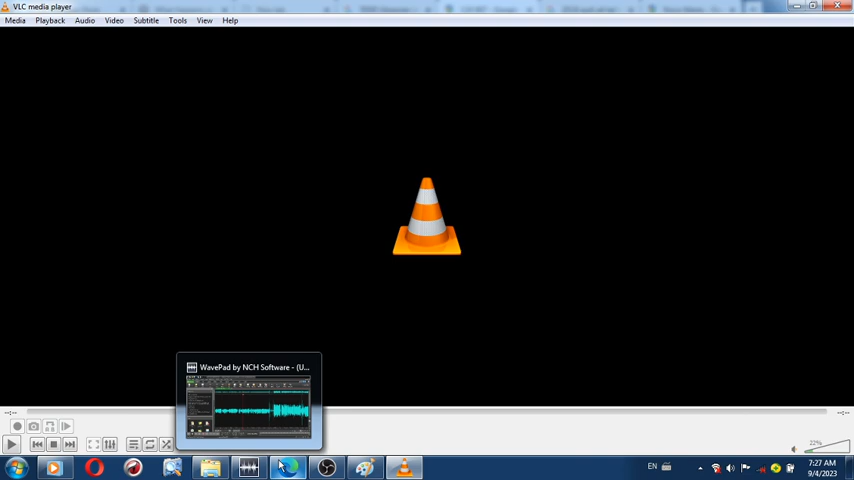 VLC media player
Media Playback Audio Video Subtitle Tools View Help
WavePad by NCH Software - (U...
--:-- --:--
22%
EN
7:27 AM
9/4/2023